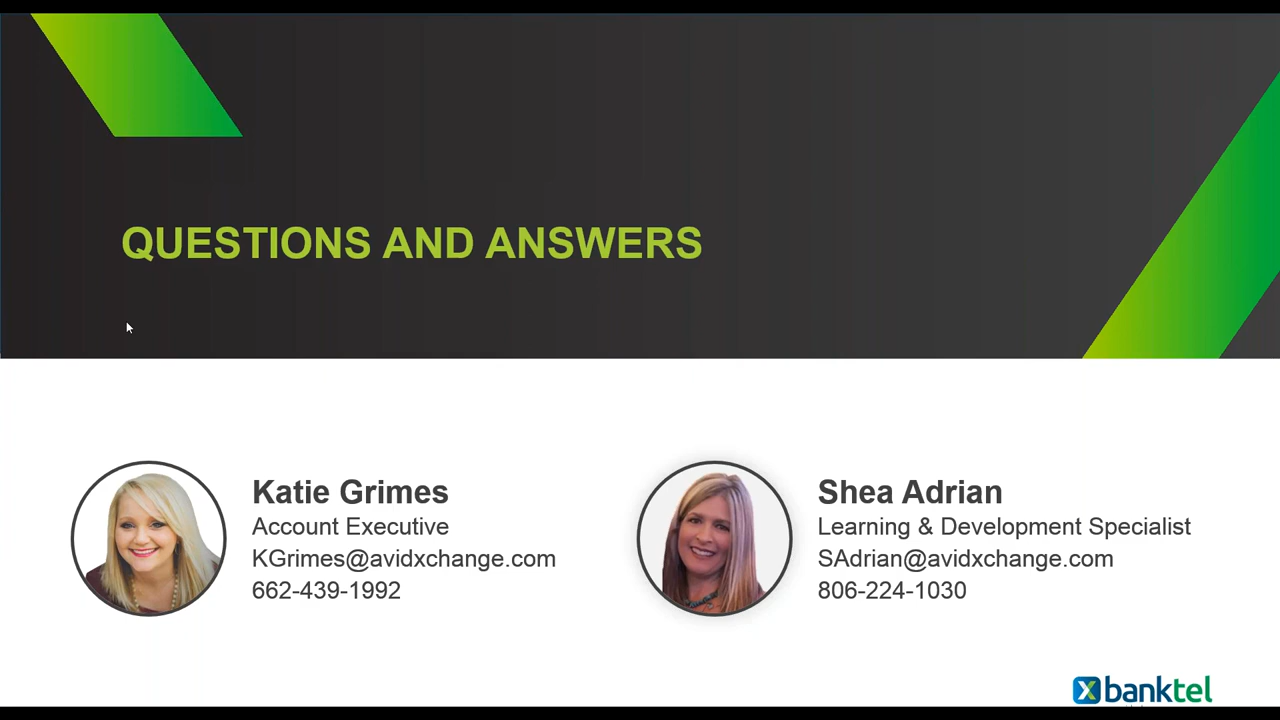 QUESTIONS AND ANSWERS
Katie Grimes
Account Executive
KGrimes@avidxchange.com
662-439-1992
Shea Adrian
Learning & Development Specialist
SAdrian@avidxchange.com
806-224-1030
x banktel